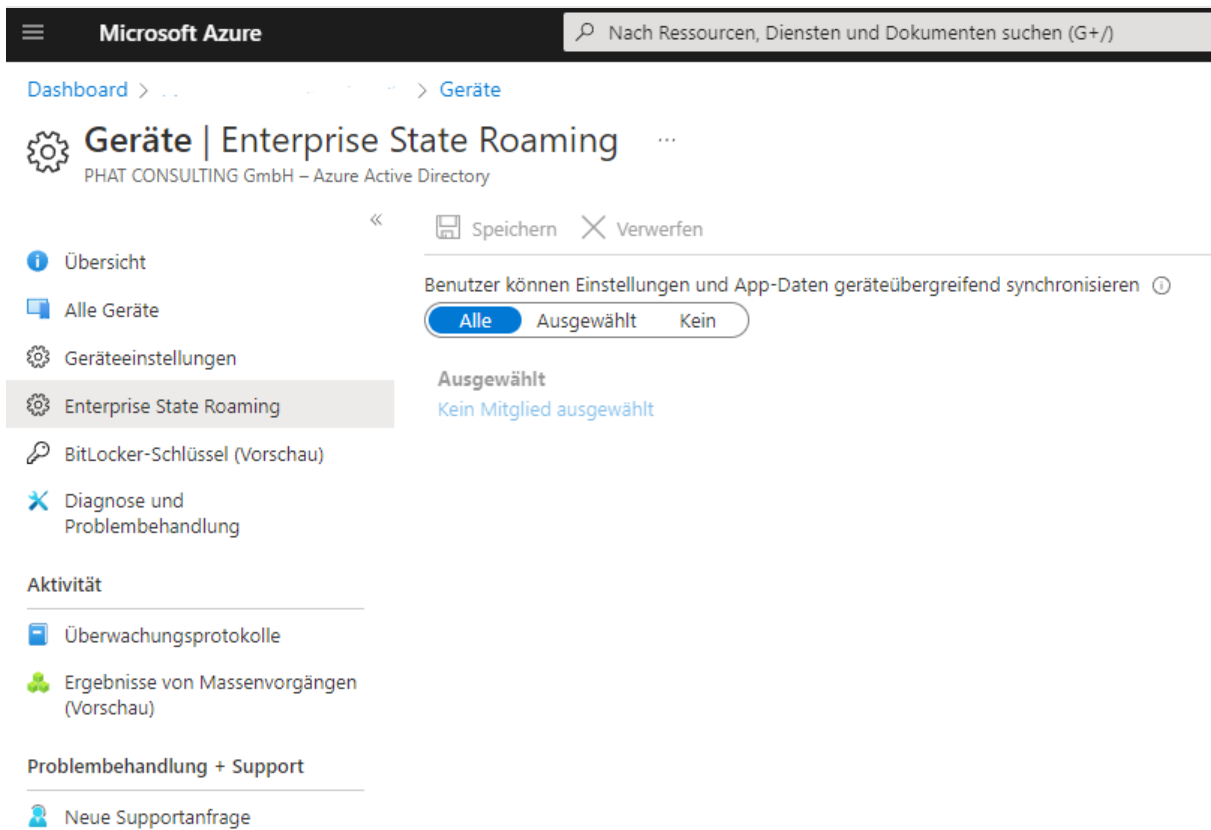 Microsoft Azure
Nach Ressourcen, Diensten und Dokumenten suchen (G+/)
Dashboard > > Geräte
Geräte | Enterprise State Roaming ...
PHAT CONSULTING GmbH – Azure Active Directory
«
Speichern Verwerfen
Übersicht
Alle Geräte
Geräteeinstellungen
Enterprise State Roaming
BitLocker-Schlüssel (Vorschau)
Diagnose und
Problembehandlung
Aktivität
Überwachungsprotokolle
Ergebnisse von Massenvorgängen
(Vorschau)
Problembehandlung + Support
Neue Supportanfrage
Benutzer können Einstellungen und App-Daten geräteübergreifend synchronisieren
Alle Ausgewählt Kein
Ausgewählt
Kein Mitglied ausgewählt